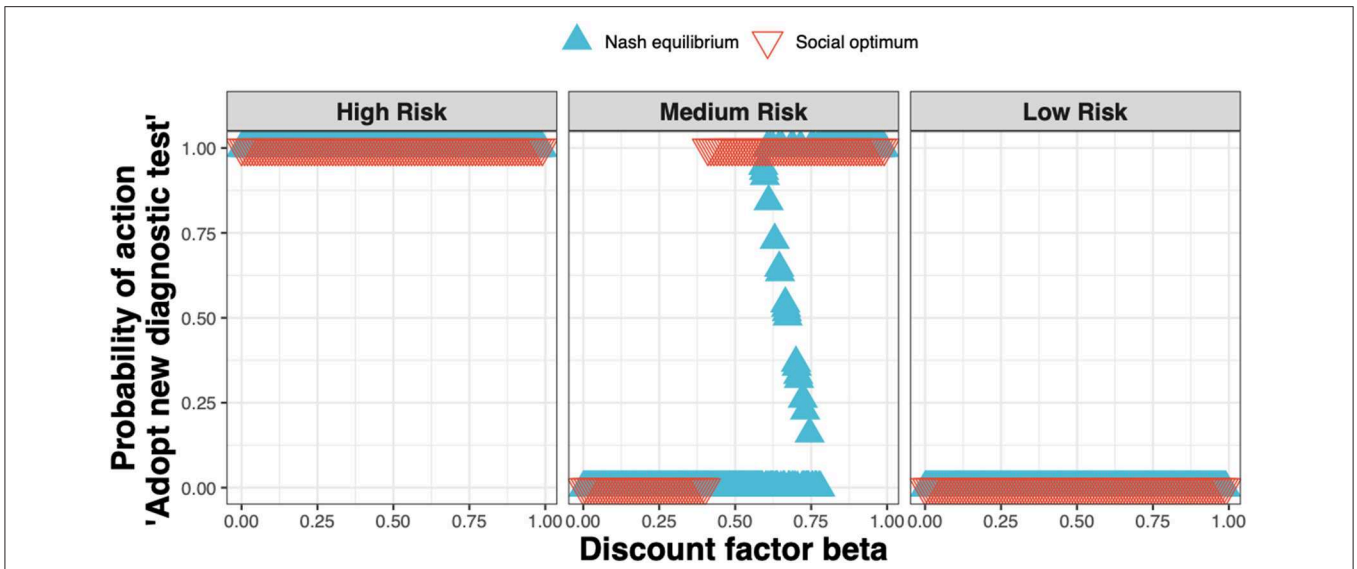 Nash equilibrium Social optimum
High Risk Medium Risk Low Risk
Probability of action
'Adopt new diagnostic test'
1.00
0.75
0.50
0.25
0.00
0.00 0.25 0.50 0.75 1.00 0.00 0.25 0.50 0.75 1.00 0.00 0.25 0.50 0.75 1.00
Discount factor beta